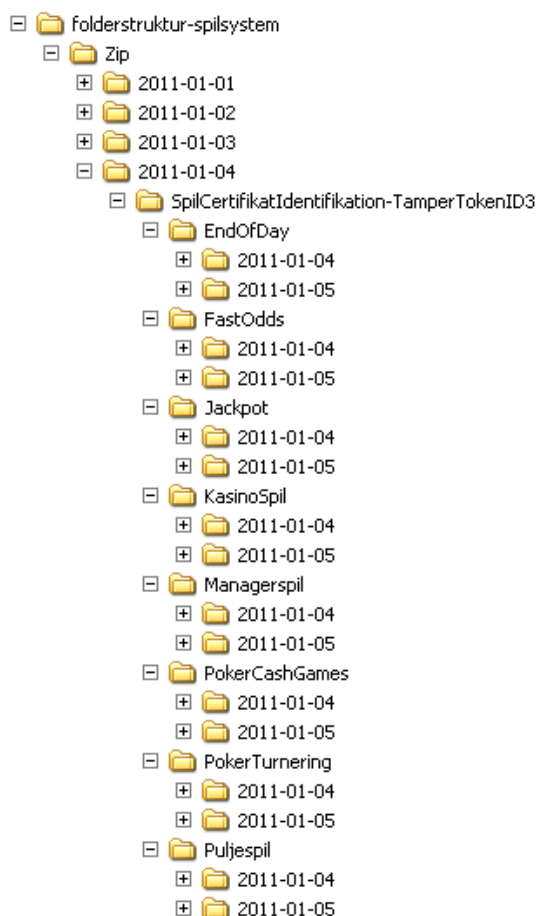 folderstruktur-spilsystem
Zip
2011-01-01
2011-01-02
2011-01-03
2011-01-04
SpilCertifikatIdentifikation-TamperTokenID3
EndOfDay
2011-01-04
2011-01-05
FastOdds
2011-01-04
2011-01-05
Jackpot
2011-01-04
2011-01-05
KasinoSpil
2011-01-04
2011-01-05
Managerspil
2011-01-04
2011-01-05
PokerCashGames
2011-01-04
2011-01-05
PokerTurnering
2011-01-04
2011-01-05
Puljespil
2011-01-04
2011-01-05